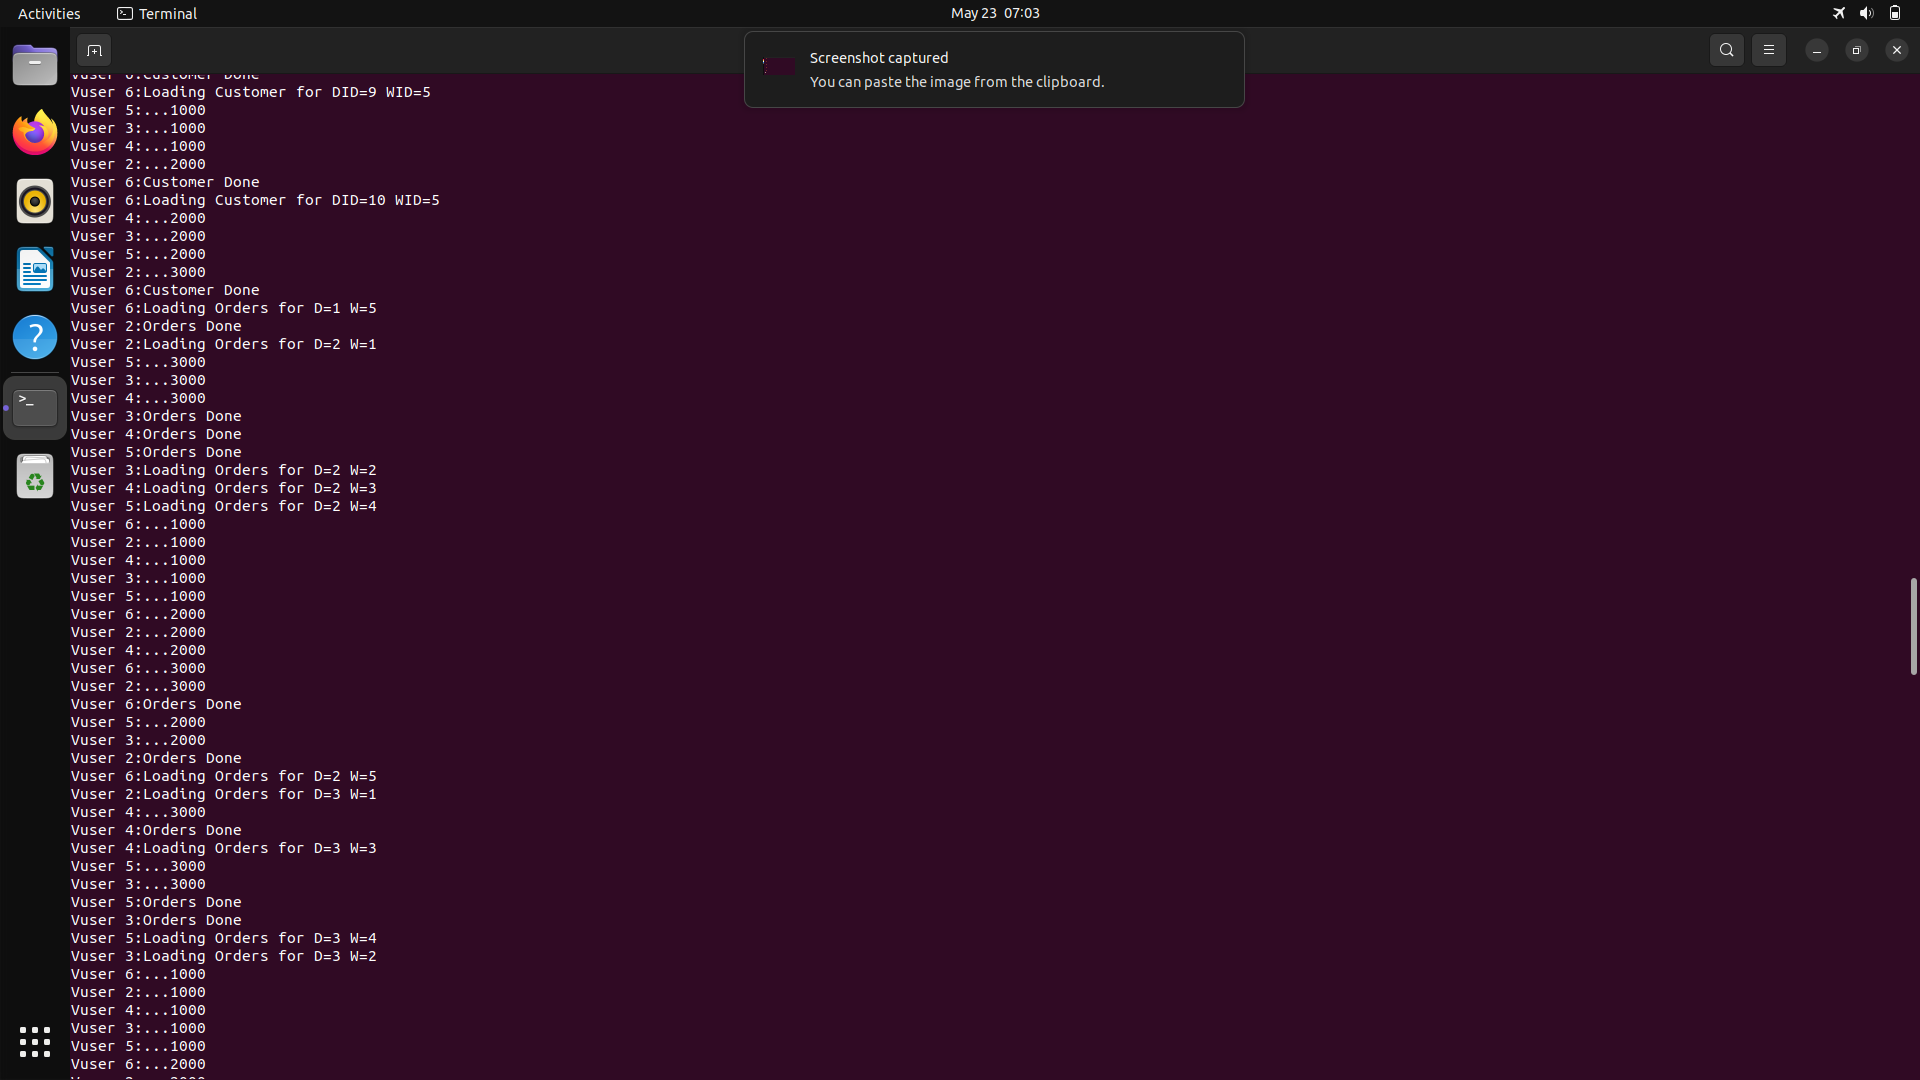 Activities
Terminal
May 23 07:03
Screenshot captured
You can paste the image from the clipboard.
Vuser 6:Customer Done
Vuser 6:Loading Customer for DID=9 WID=5
Vuser 5:...1000
Vuser 3:...1000
Vuser 4:...1000
Vuser 2:...2000
Vuser 6:Customer Done
Vuser 6:Loading Customer for DID=10 WID=5
Vuser 4:...2000
Vuser 3:...2000
Vuser 5:...2000
Vuser 2:...3000
Vuser 6:Customer Done
Vuser 6:Loading Orders for D=1 W=5
Vuser 2:Orders Done
Vuser 2:Loading Orders for D=2 W=1
Vuser 5:...3000
Vuser 3:...3000
Vuser 4:...3000
Vuser 3:Orders Done
Vuser 4:Orders Done
Vuser 5:Orders Done
Vuser 3:Loading Orders for D=2 W=2
Vuser 4:Loading Orders for D=2 W=3
Vuser 5:Loading Orders for D=2 W=4
Vuser 6:...1000
Vuser 2:...1000
Vuser 4:...1000
Vuser 3:...1000
Vuser 5:...1000
Vuser 6:...2000
Vuser 2:...2000
Vuser 4:...2000
Vuser 6:...3000
Vuser 2:...3000
Vuser 6:Orders Done
Vuser 5:...2000
Vuser 3:...2000
Vuser 2:Orders Done
Vuser 6:Loading Orders for D=2 W=5
Vuser 2:Loading Orders for D=3 W=1
Vuser 4:...3000
Vuser 4:Orders Done
Vuser 4:Loading Orders for D=3 W=3
Vuser 5:...3000
Vuser 3:...3000
Vuser 5:Orders Done
Vuser 3:Orders Done
Vuser 5:Loading Orders for D=3 W=4
Vuser 3:Loading Orders for D=3 W=2
Vuser 6:...1000
Vuser 2:...1000
Vuser 4:...1000
Vuser 3:...1000
Vuser 5:...1000
Vuser 6:...2000